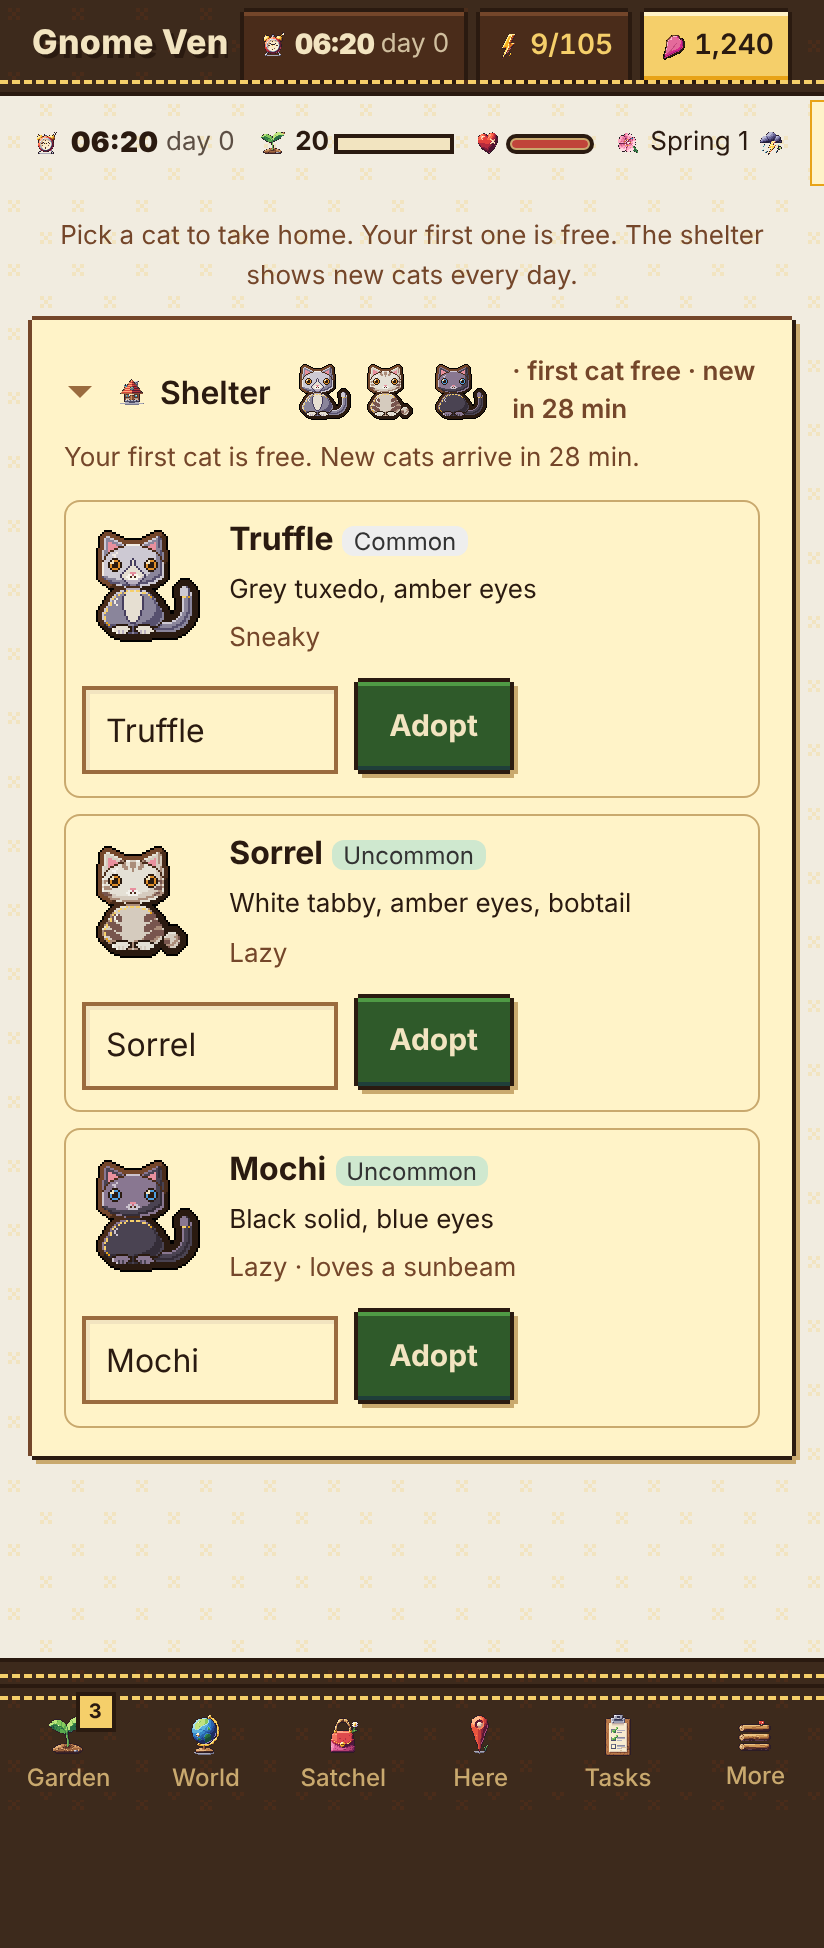 Gnome Ven
06:20 day 0
9/105
1,240
06:20 day 0
20
Spring 1
Pick a cat to take home. Your first one is free. The shelter
shows new cats every day.
Shelter
· first cat free · new
in 28 min
Your first cat is free. New cats arrive in 28 min.
Truffle Common
Grey tuxedo, amber eyes
Sneaky
Truffle
Adopt
Sorrel Uncommon
White tabby, amber eyes, bobtail
Lazy
Sorrel
Adopt
Mochi Uncommon
Black solid, blue eyes
Lazy · loves a sunbeam
Mochi
Adopt
3
Garden
World
Satchel
Here
Tasks
More